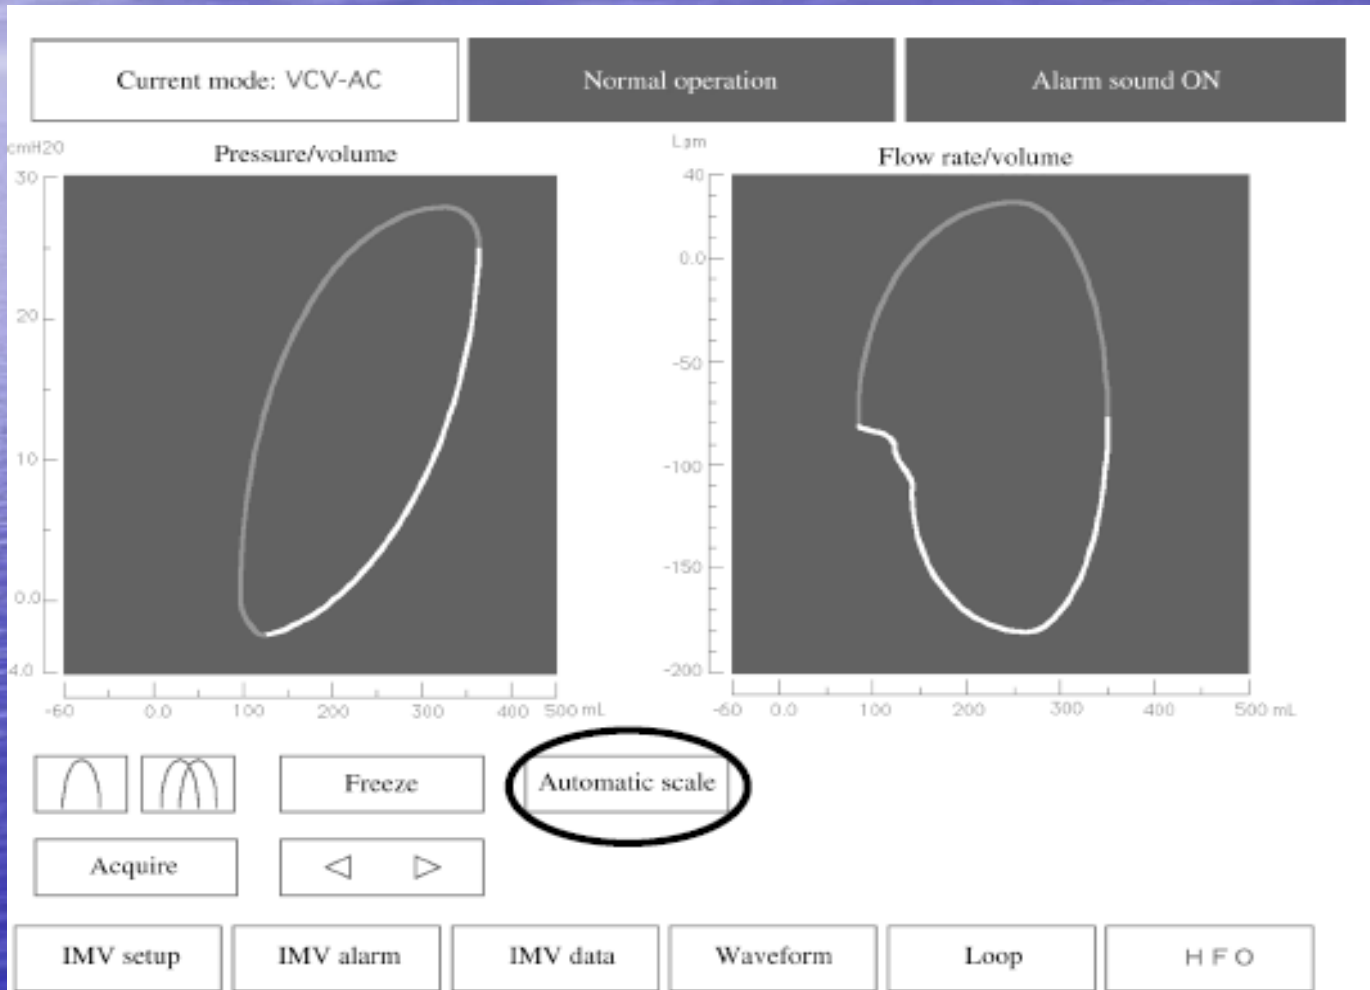 Current mode: VCV-AC
Normal operation
Alarm sound ON
cmH2O
Pressure/volume
30
20
10
0.0
4.0
-60 0.0 100 200 300 400 500 mL
Lpm
Flow rate/volume
40
0.0
-50
-100
-150
-200
-60 0.0 100 200 300 400 500 mL
Freeze
Automatic scale
Acquire
IMV setup
IMV alarm
IMV data
Waveform
Loop
HFO